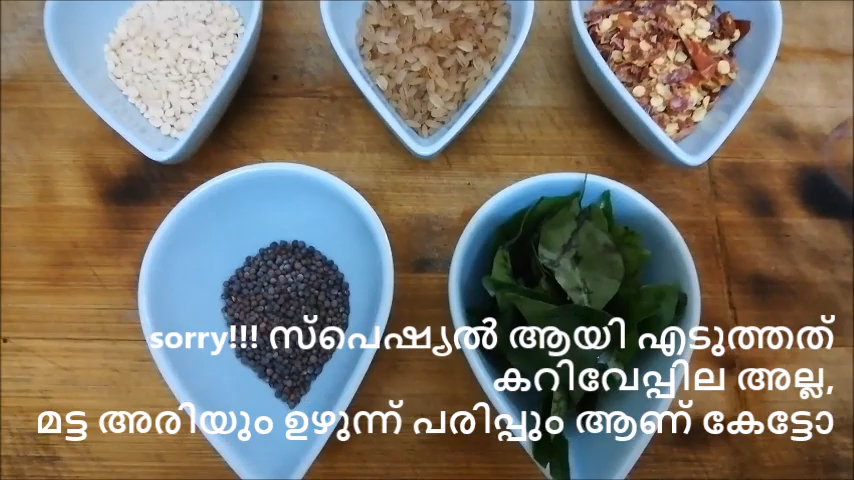 sorry!!! സ്പെഷ്യൽ ആയി എടുത്തത്
കറിവേപ്പില അല്ല,
മട്ട അരിയും ഉഴുന്ന് പരിപ്പും ആണ് കേട്ടോ